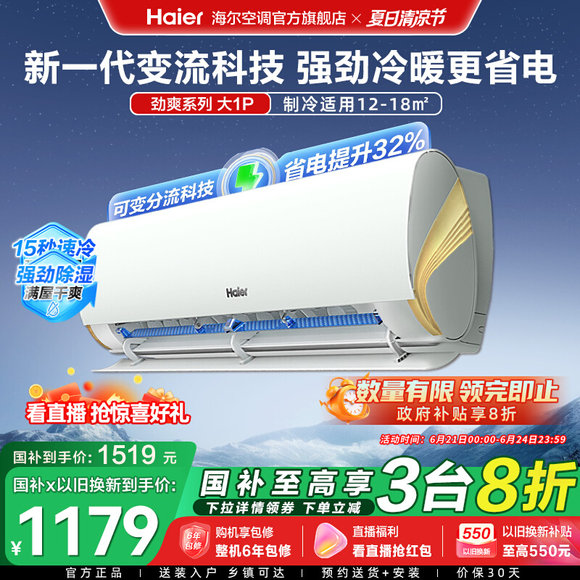 Haier 海尔空调官方旗舰店 × 夏日清凉节
新一代变流科技 强劲冷暖更省电
劲爽系列 大1P 制冷适用12-18㎡
可变分流科技 省电提升32%
15秒速冷
强劲除湿
满屋干爽
Haier
看直播 抢惊喜好礼
数量有限 领完即止
政府补贴享8折
活动时间:6月21日00:00-6月24日23:59
国补到手价:1519 元
国补x以旧换新到手价:
¥1179
国补至高享 3台8折
下拉详情领券 下单立减
6年包修 购机享包修
整机6年包修
直播福利
看直播抢红包
550 以旧换新 以旧换新补贴
至高550元
官方正品 送装入户 乡镇可达 预约送货+安装 价保30天